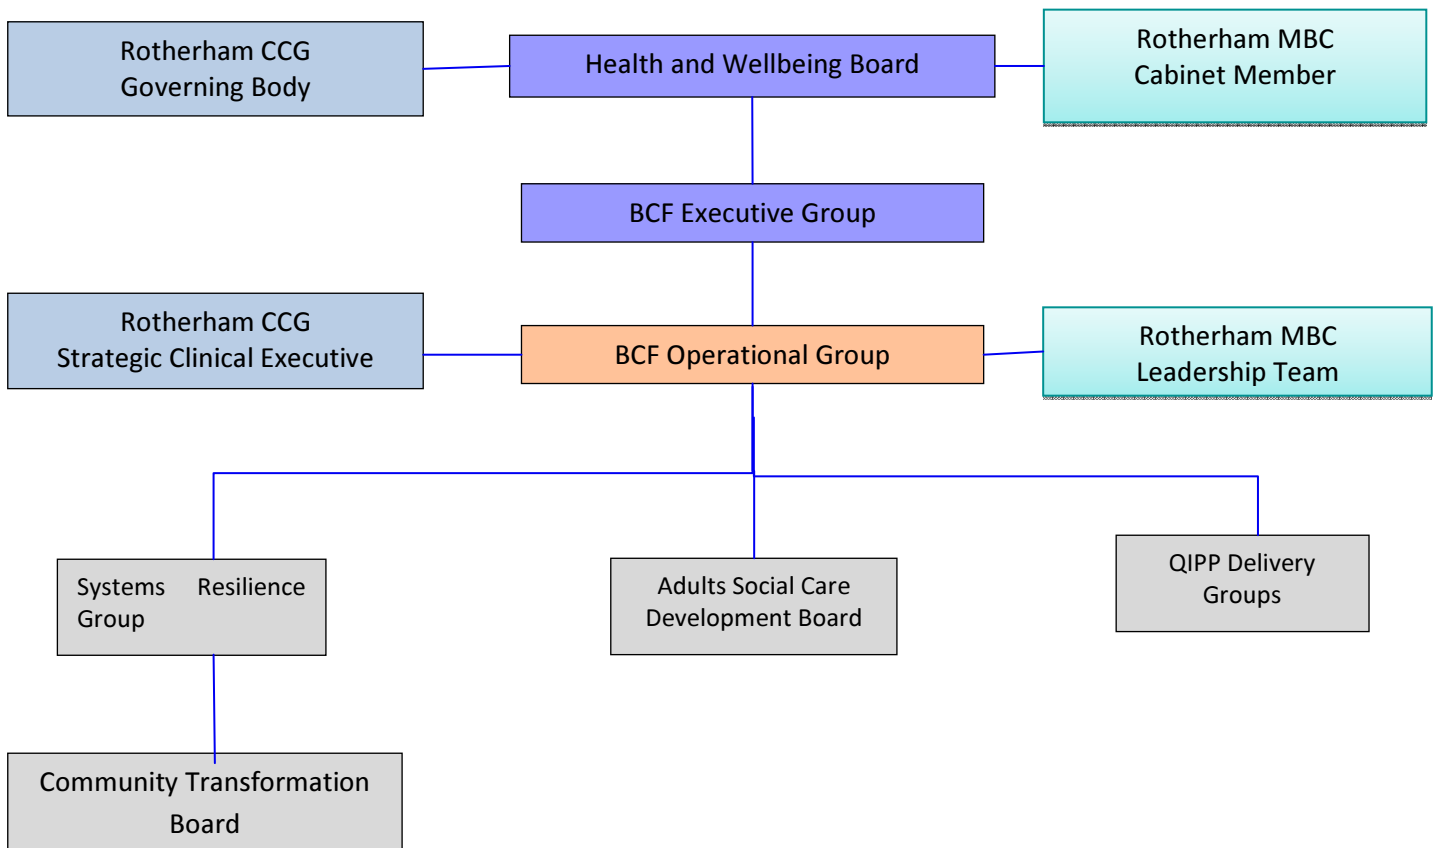 Rotherham CCG
Governing Body
Health and Wellbeing Board
Rotherham MBC
Cabinet Member
BCF Executive Group
Rotherham CCG
Strategic Clinical Executive
BCF Operational Group
Rotherham MBC
Leadership Team
Systems Resilience
Group
Adults Social Care
Development Board
QIPP Delivery
Groups
Community Transformation
Board